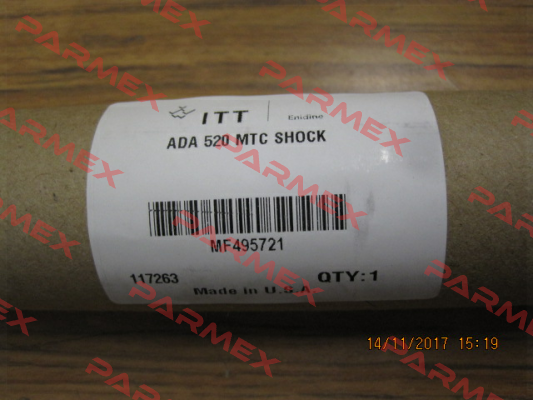 ITT | Enidine
ADA 520 MTC SHOCK
MF495721
117263 QTY:1
Made in U.S.A
14/11/2017 15:19
PARMEX
PARMEX
PARMEX
PARMEX
PARMEX
PARMEX
PARMEX